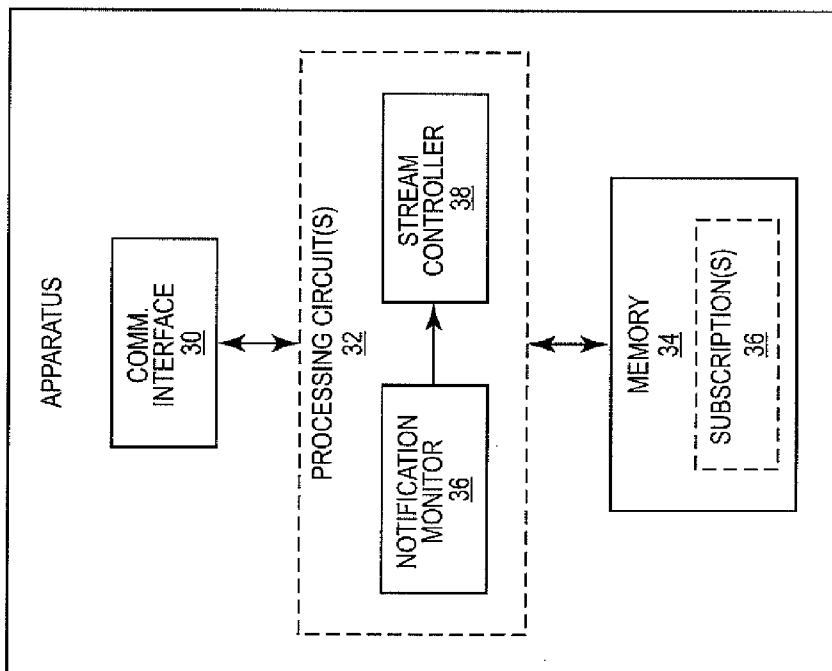 APPARATUS
COMM.
INTERFACE
30
PROCESSING CIRCUIT(S)
32
NOTIFICATION
MONITOR
36
STREAM
CONTROLLER
38
MEMORY
34
SUBSCRIPTION(S)
36